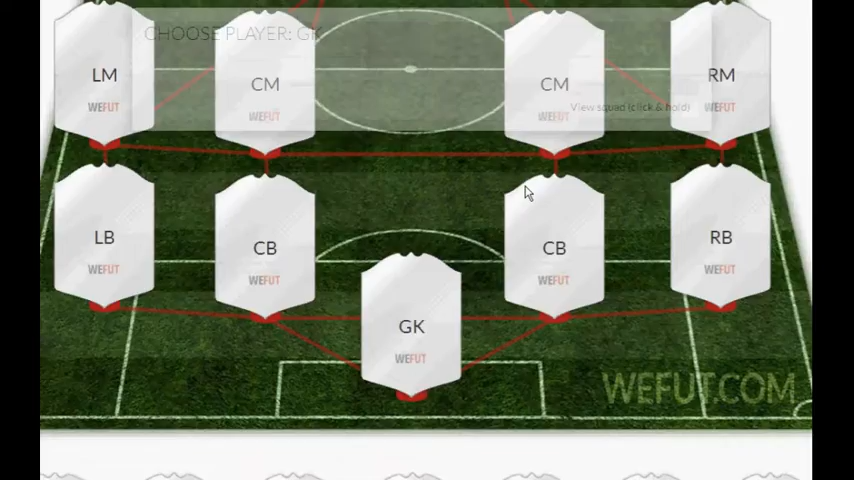 CHOOSE PLAYER: GK
LM
CM
CM
RM
WEFUT
WEFUT
WEFUT
WEFUT
View squad (click & hold)
LB
CB
CB
RB
WEFUT
WEFUT
WEFUT
WEFUT
GK
WEFUT
WEFUT.COM